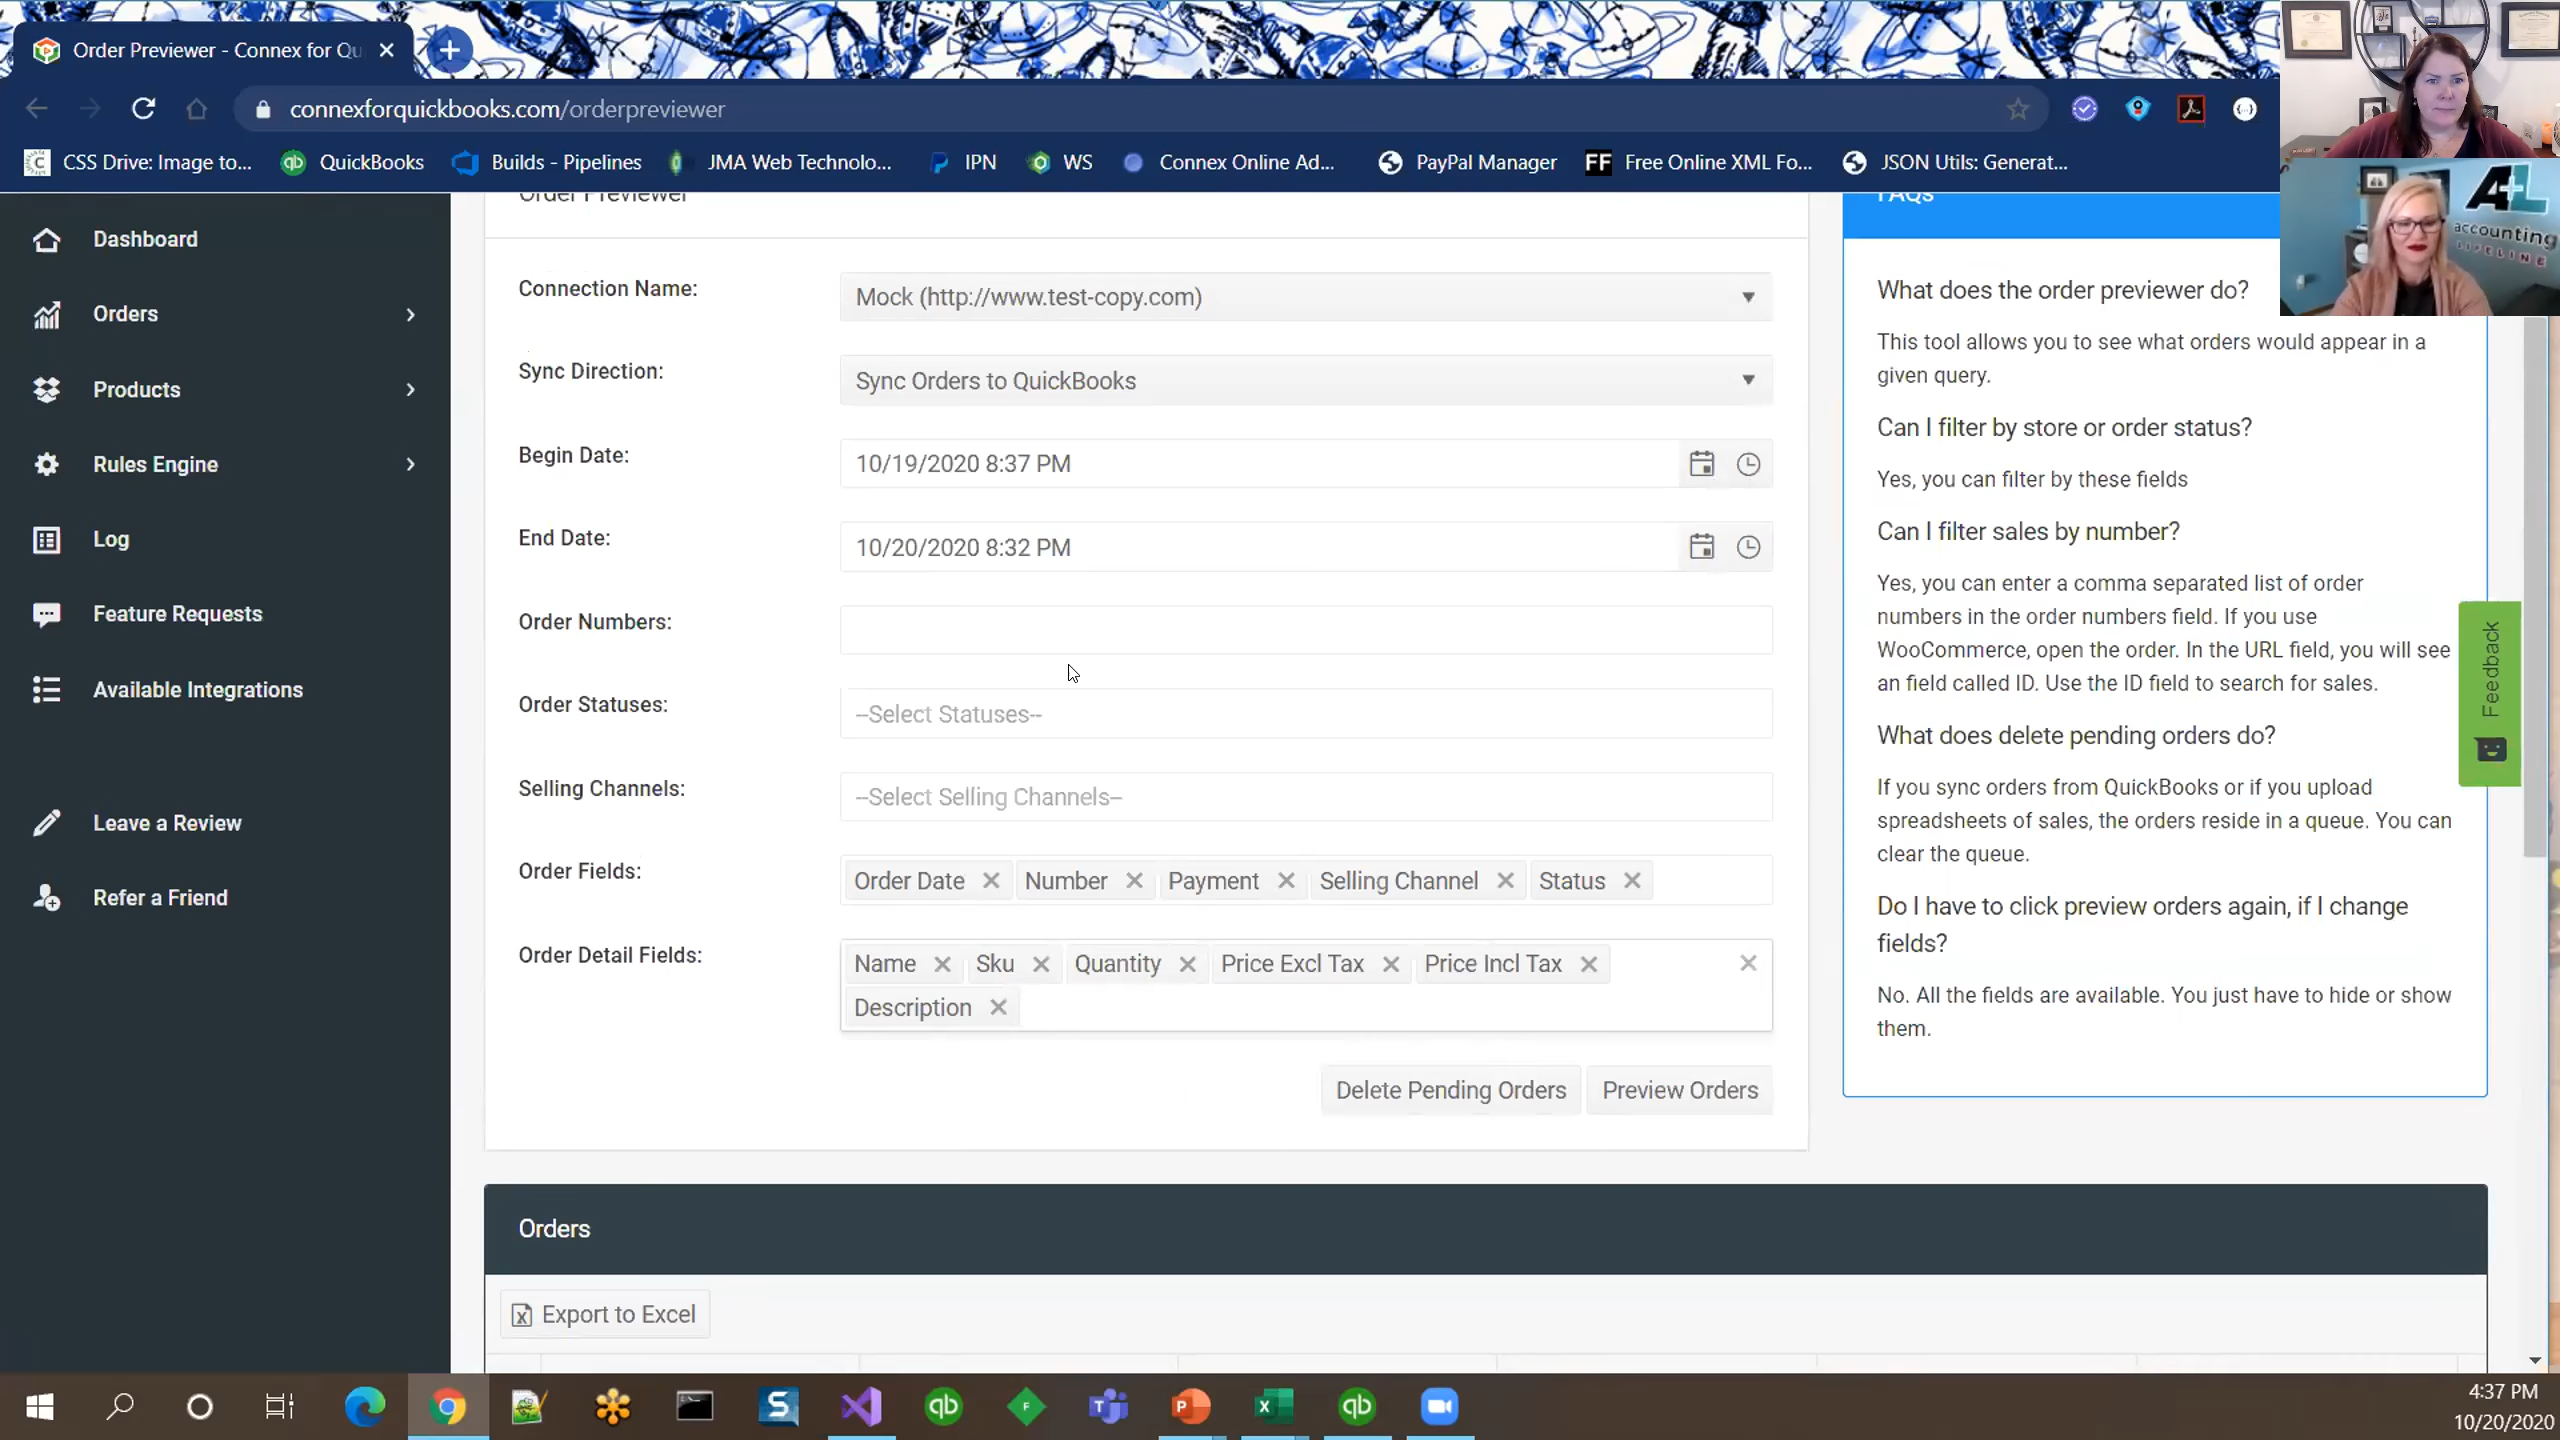 Order Previewer - Connex for Qu
connexforquickbooks.com/orderpreviewer
CSS Drive: Image to...
QuickBooks
Builds - Pipelines
JMA Web Technolo...
IPN
WS
Connex Online Ad...
PayPal Manager
FF
Free Online XML Fo...
JSON Utils: Generat...
A+L
accounting
LIFELINE
Dashboard
Orders
Products
Rules Engine
Log
Feature Requests
Available Integrations
Leave a Review
Refer a Friend
Order Previewer
Connection Name:
Mock (http://www.test-copy.com)
Sync Direction:
Sync Orders to QuickBooks
Begin Date:
10/19/2020 8:37 PM
End Date:
10/20/2020 8:32 PM
Order Numbers:
Order Statuses:
--Select Statuses--
Selling Channels:
--Select Selling Channels--
Order Fields:
Order Date Number Payment Selling Channel Status
Order Detail Fields:
Name Sku Quantity Price Excl Tax Price Incl Tax
Description
Delete Pending Orders
Preview Orders
FAQs
What does the order previewer do?
This tool allows you to see what orders would appear in a
given query.
Can I filter by store or order status?
Yes, you can filter by these fields
Can I filter sales by number?
Yes, you can enter a comma separated list of order
numbers in the order numbers field. If you use
WooCommerce, open the order. In the URL field, you will see
an field called ID. Use the ID field to search for sales.
What does delete pending orders do?
If you sync orders from QuickBooks or if you upload
spreadsheets of sales, the orders reside in a queue. You can
clear the queue.
Do I have to click preview orders again, if I change
fields?
No. All the fields are available. You just have to hide or show
them.
Feedback
Orders
Export to Excel
4:37 PM
10/20/2020